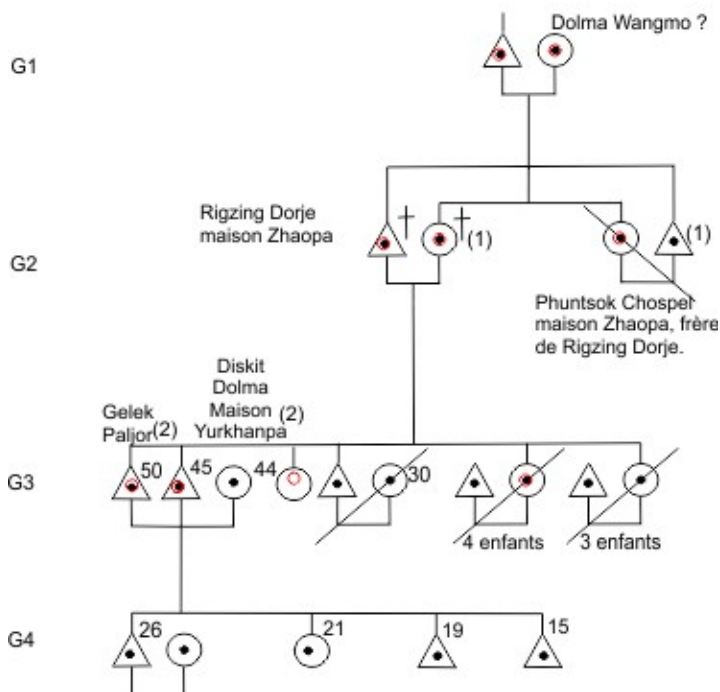 Dolma Wangmo ?
G1
Rigzing Dorje
maison Zhaopa
(1)
(1)
G2
Phuntsok Chospel
maison Zhaopa, frère
de Rigzing Dorje.
Diskit
Dolma
Maison
Yurkhanpa (2)
Gelek
Paljor (2)
G3
50
45
44
30
4 enfants
3 enfants
G4
26
21
19
15